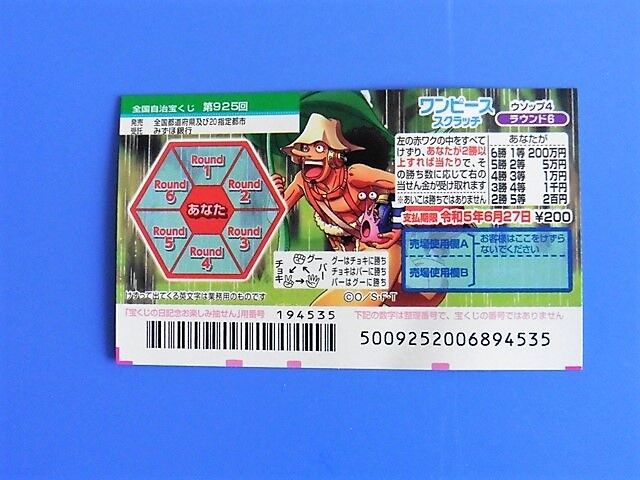 全国自治宝くじ 第925回
発売 全国都道府県及び20指定都市
受託 みずほ銀行
Round 1
Round 2
Round 3
Round 4
Round 5
Round 6
あなた
グー
チョキ
パー
グーはチョキに勝ち
チョキはパーに勝ち
パーはグーに勝ち
けずって出てくる英文字は業務用のものです
©O/S・F・T
ワンピース
スクラッチ
ウソップ4
ラウンド6
左の赤ワクの中をすべて
けずり、あなたが2勝以
上すれば当たりで、そ
の勝ち数に応じて右の
当せん金が受け取れます
※あいこは勝ちではありません
あなたが
6勝 1等 200万円
5勝 2等 5万円
4勝 3等 1万円
3勝 4等 1千円
2勝 5等 2百円
支払期限 令和5年6月27日 ¥200
売場使用欄A
売場使用欄B
お客様はここをけずら
ないでください
「宝くじの日記念お楽しみ抽せん」用番号 194535
下記の数字は整理番号で、宝くじの番号ではありません
5009252006894535